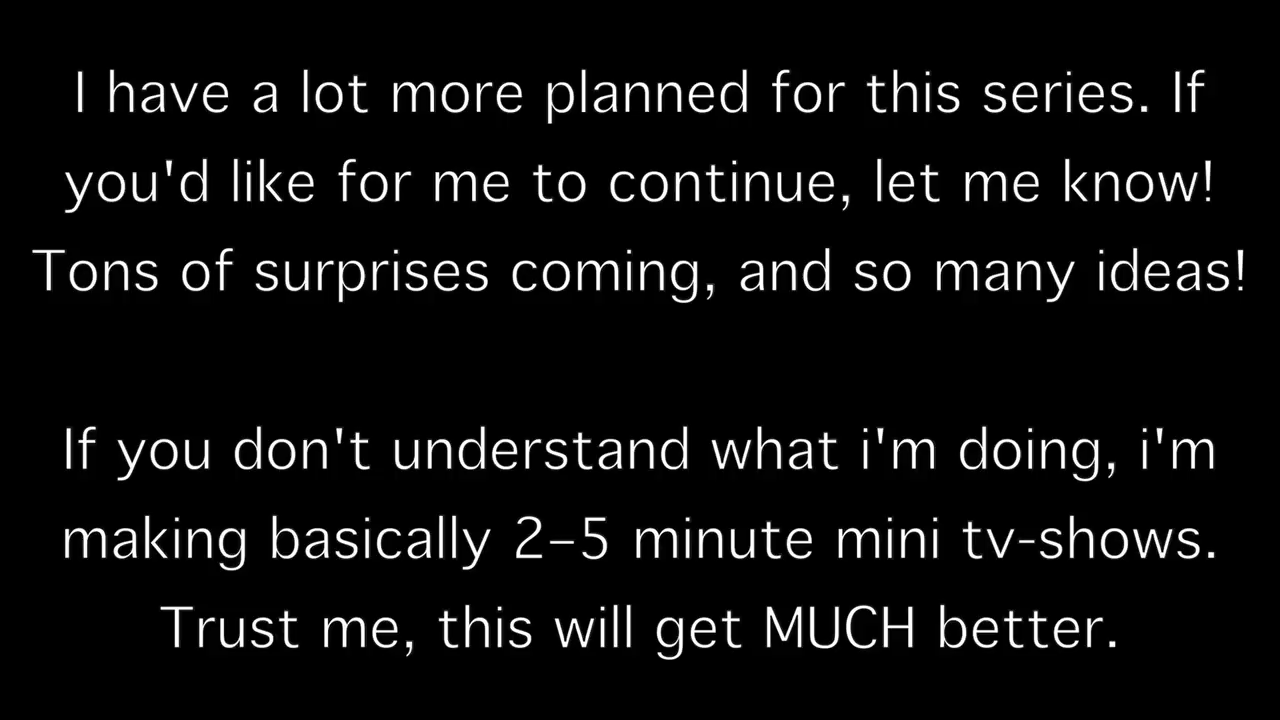 I have a lot more planned for this series. If
you'd like for me to continue, let me know!
Tons of surprises coming, and so many ideas!
If you don't understand what i'm doing, i'm
making basically 2–5 minute mini tv-shows.
Trust me, this will get MUCH better.